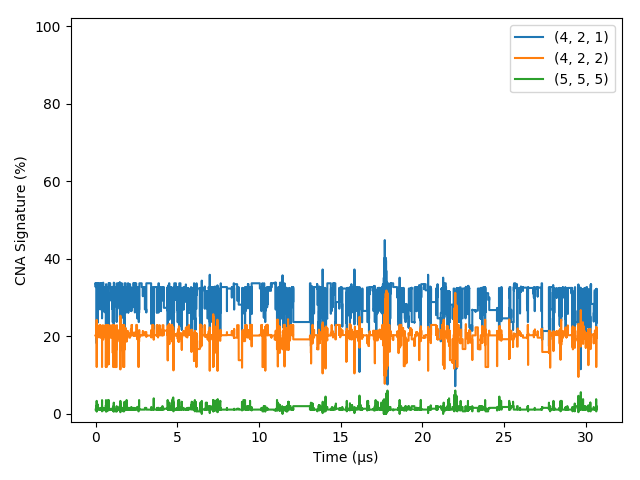 CNA Signature (%)
100
80
60
40
20
0
(4, 2, 1)
(4, 2, 2)
(5, 5, 5)
0 5 10 15 20 25 30
Time (μs)